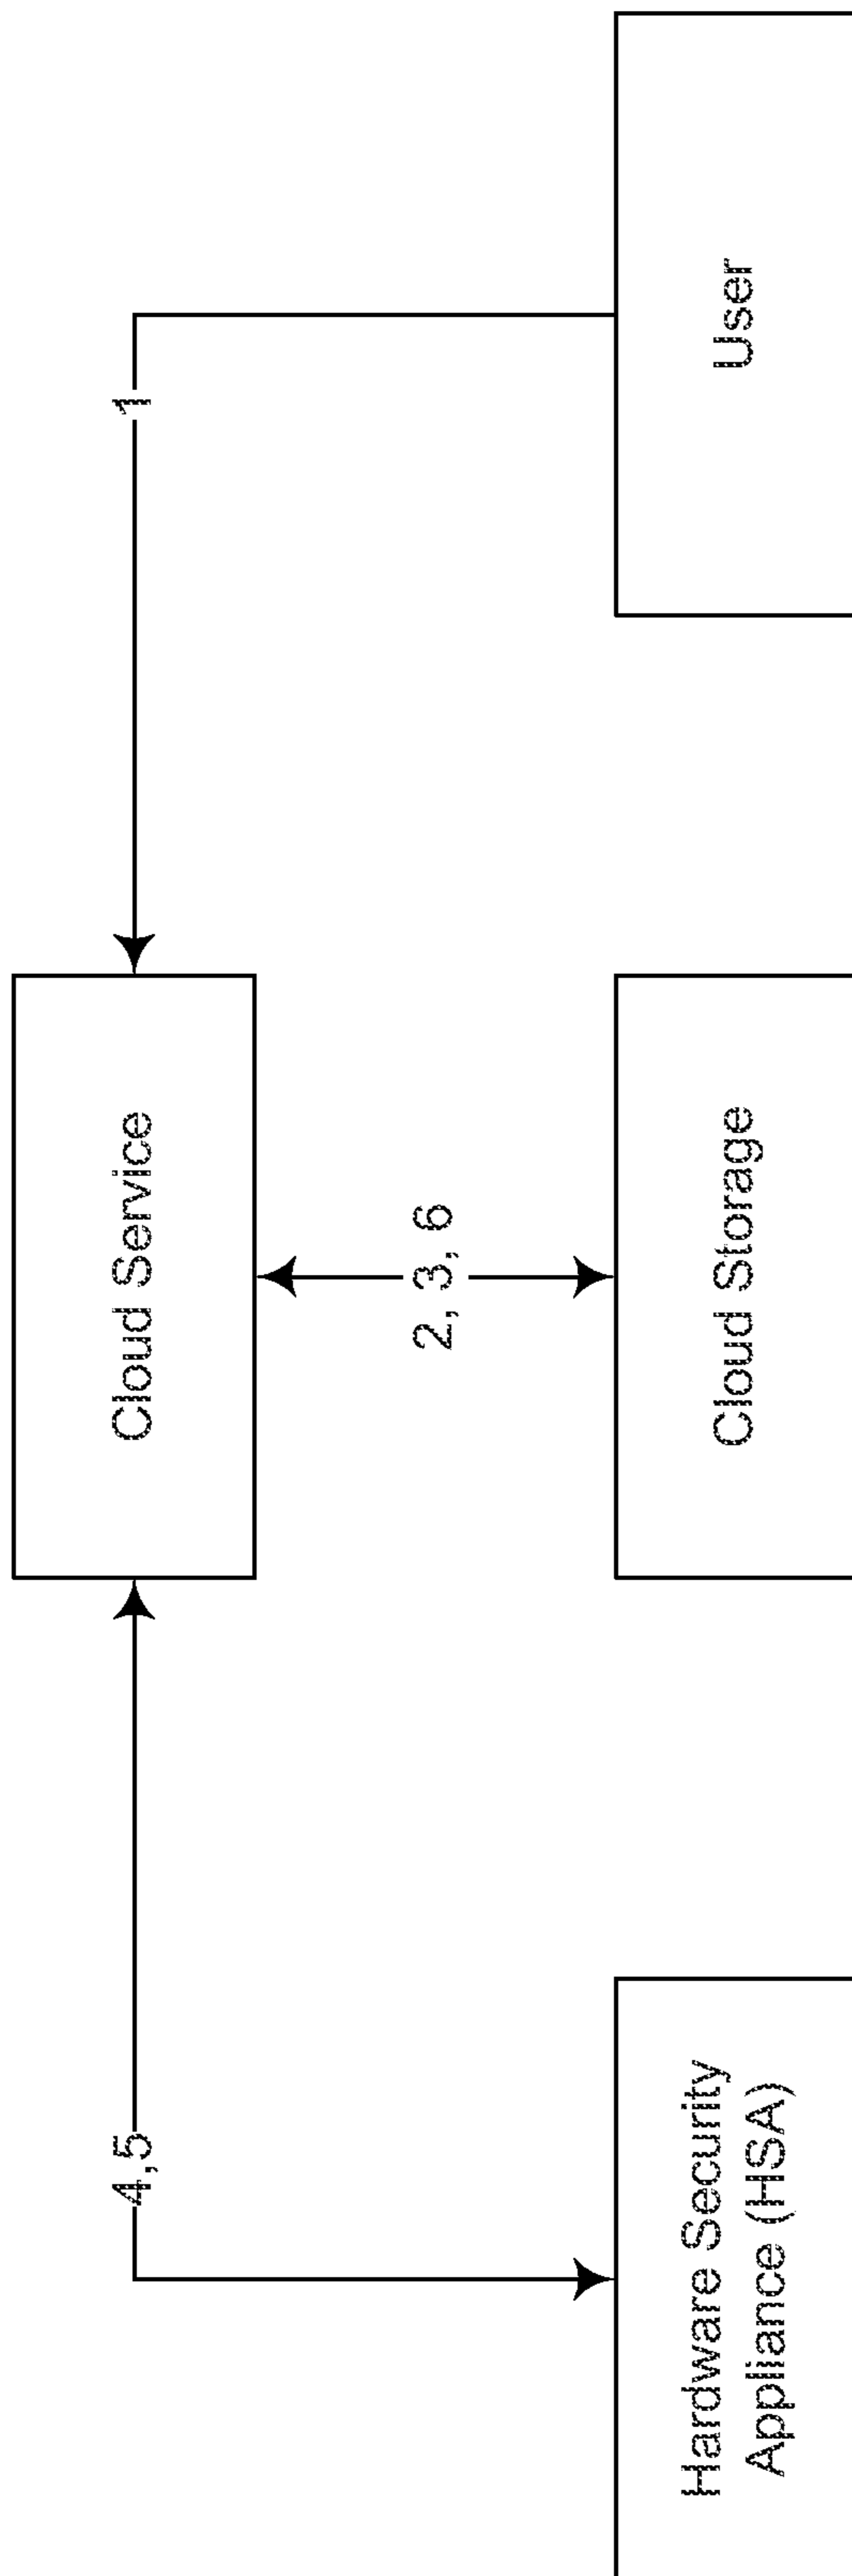 Cloud Service
4,5
1
2, 3, 6
Hardware Security
Appliance (HSA)
Cloud Storage
User